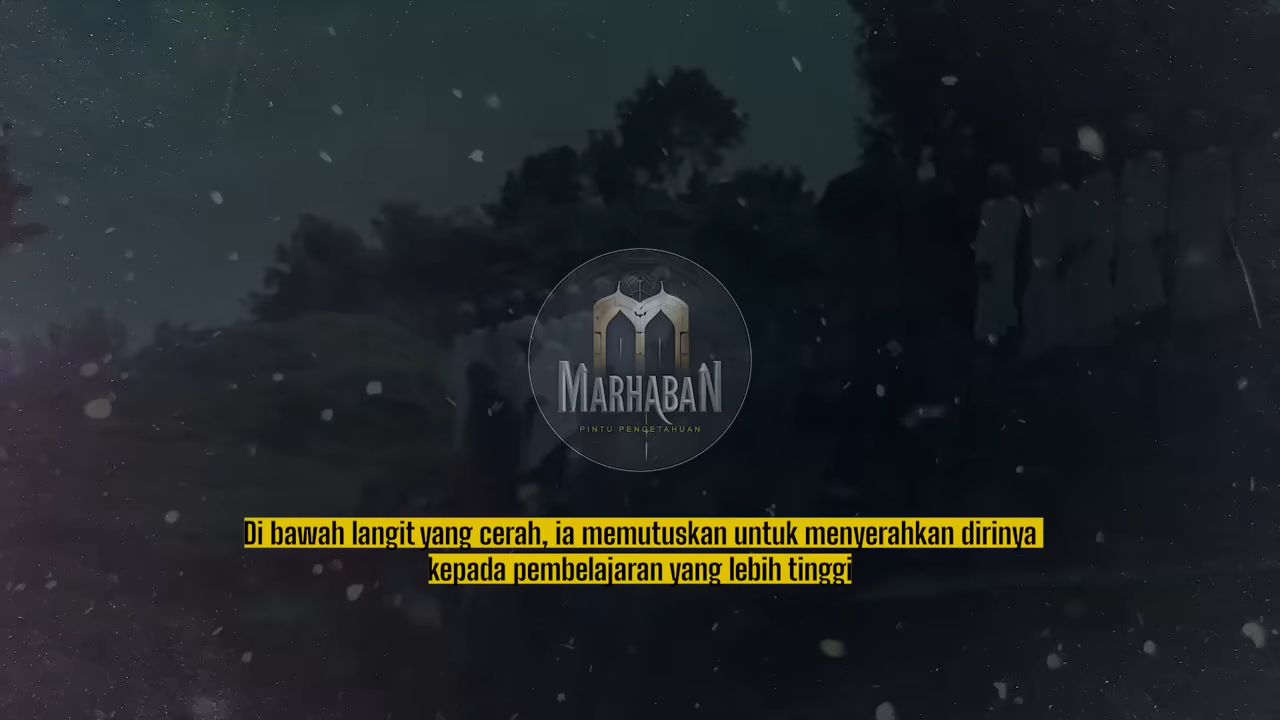 MARHABAN
PINTU PENGETAHUAN
Di bawah langit yang cerah, ia memutuskan untuk menyerahkan dirinya
kepada pembelajaran yang lebih tinggi